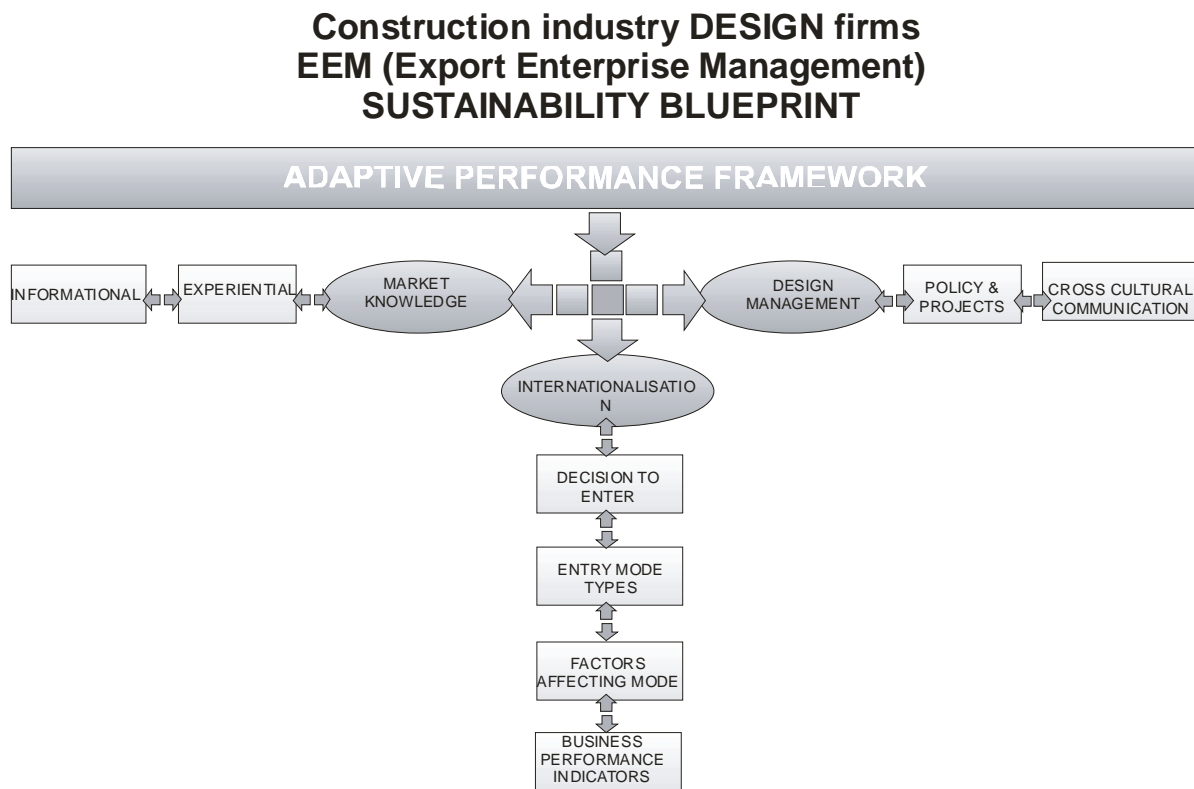 Construction industry DESIGN firms
EEM (Export Enterprise Management)
SUSTAINABILITY BLUEPRINT
ADAPTIVE PERFORMANCE FRAMEWORK
INFORMATIONAL
EXPERIENTIAL
MARKET
KNOWLEDGE
DESIGN
MANAGEMENT
POLICY &
PROJECTS
CROSS CULTURAL
COMMUNICATION
INTERNATIONALISATIO
N
DECISION TO
ENTER
ENTRY MODE
TYPES
FACTORS
AFFECTING MODE
BUSINESS
PERFORMANCE
INDICATORS